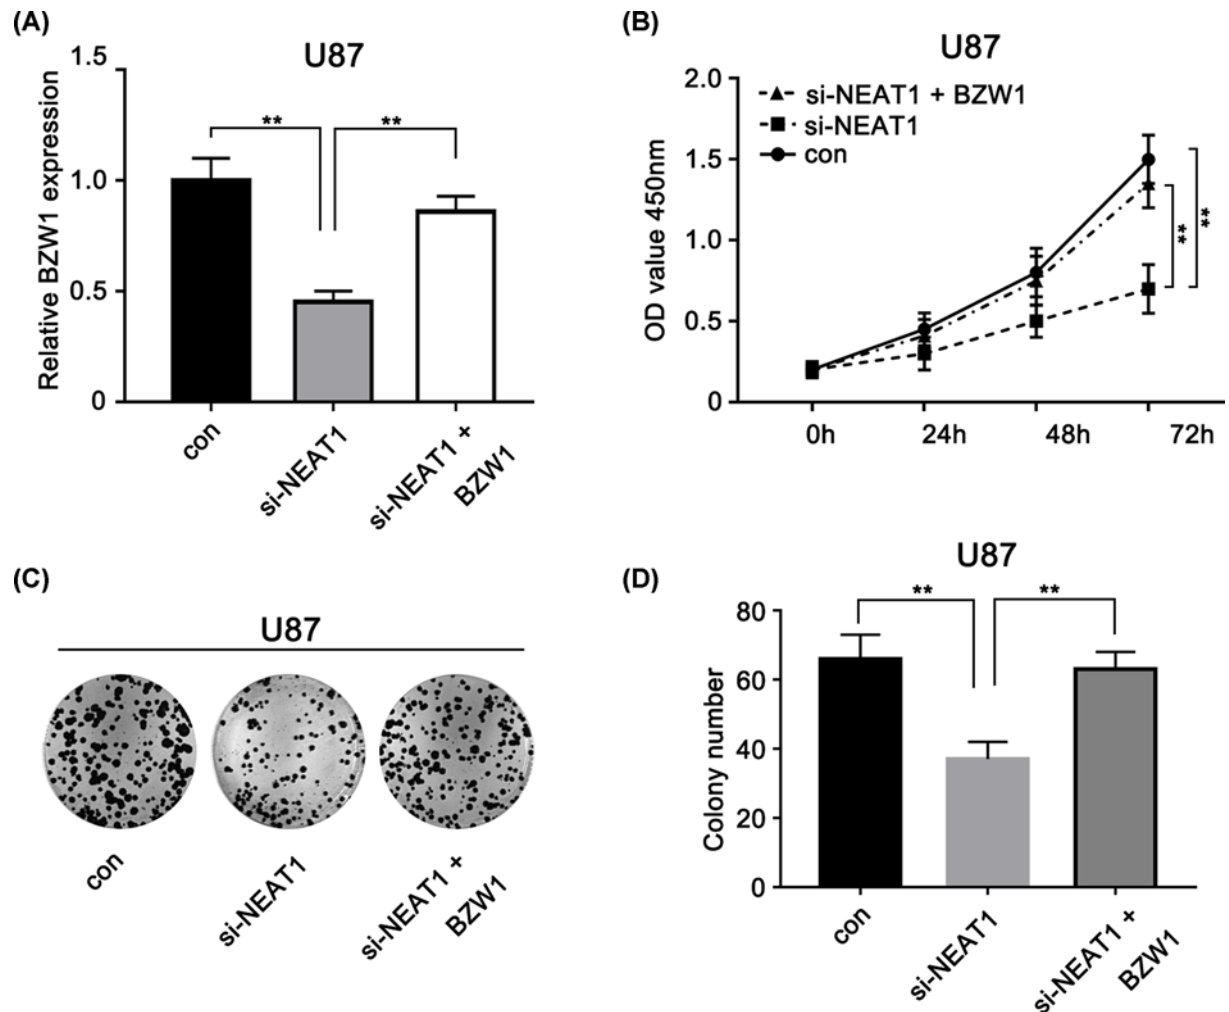 (A)
U87
Relative BZW1 expression
1.5
1.0
0.5
0
**
**
con
si-NEAT1
si-NEAT1 +
BZW1
(B)
U87
OD value 450nm
2.0
1.5
1.0
0.5
0
si-NEAT1 + BZW1
si-NEAT1
con
**
**
0h
24h
48h
72h
(C)
U87
con
si-NEAT1
si-NEAT1 +
BZW1
(D)
U87
Colony number
80
60
40
20
0
**
**
con
si-NEAT1
si-NEAT1 +
BZW1